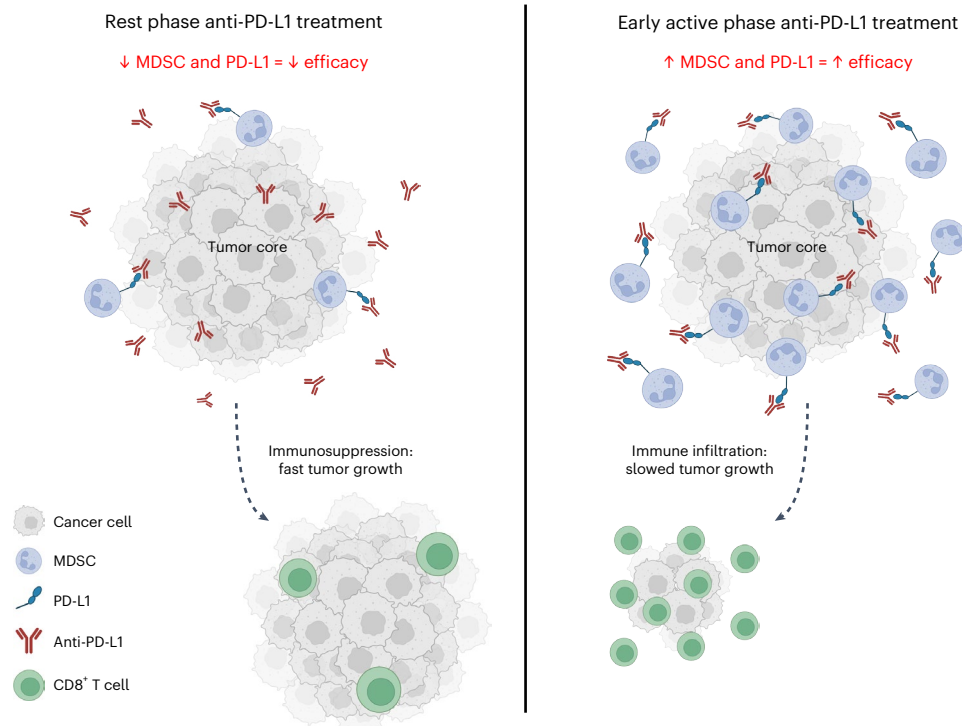 Rest phase anti-PD-L1 treatment
↓ MDSC and PD-L1 = ↓ efficacy
Tumor core
Immunosuppression:
fast tumor growth
Cancer cell
MDSC
PD-L1
Anti-PD-L1
CD8⁺ T cell
Early active phase anti-PD-L1 treatment
↑ MDSC and PD-L1 = ↑ efficacy
Tumor core
Immune infiltration:
slowed tumor growth